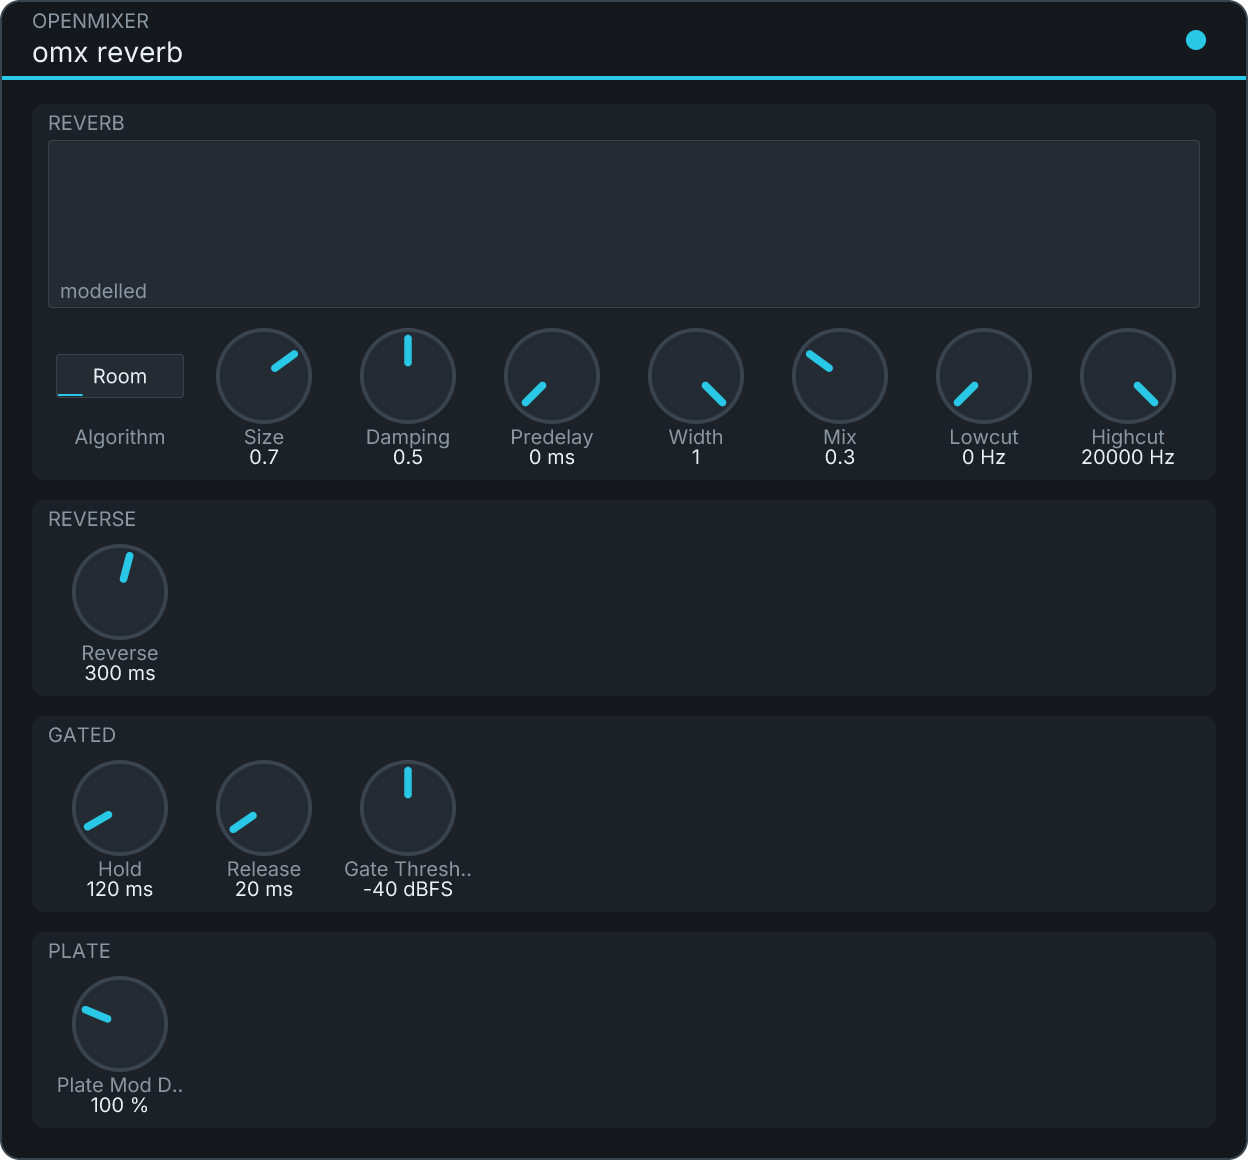 OPENMIXER
omx reverb
REVERB
modelled
Room
Algorithm
Size
0.7
Damping
0.5
Predelay
0 ms
Width
1
Mix
0.3
Lowcut
0 Hz
Highcut
20000 Hz
REVERSE
Reverse
300 ms
GATED
Hold
120 ms
Release
20 ms
Gate Thresh..
-40 dBFS
PLATE
Plate Mod D..
100 %